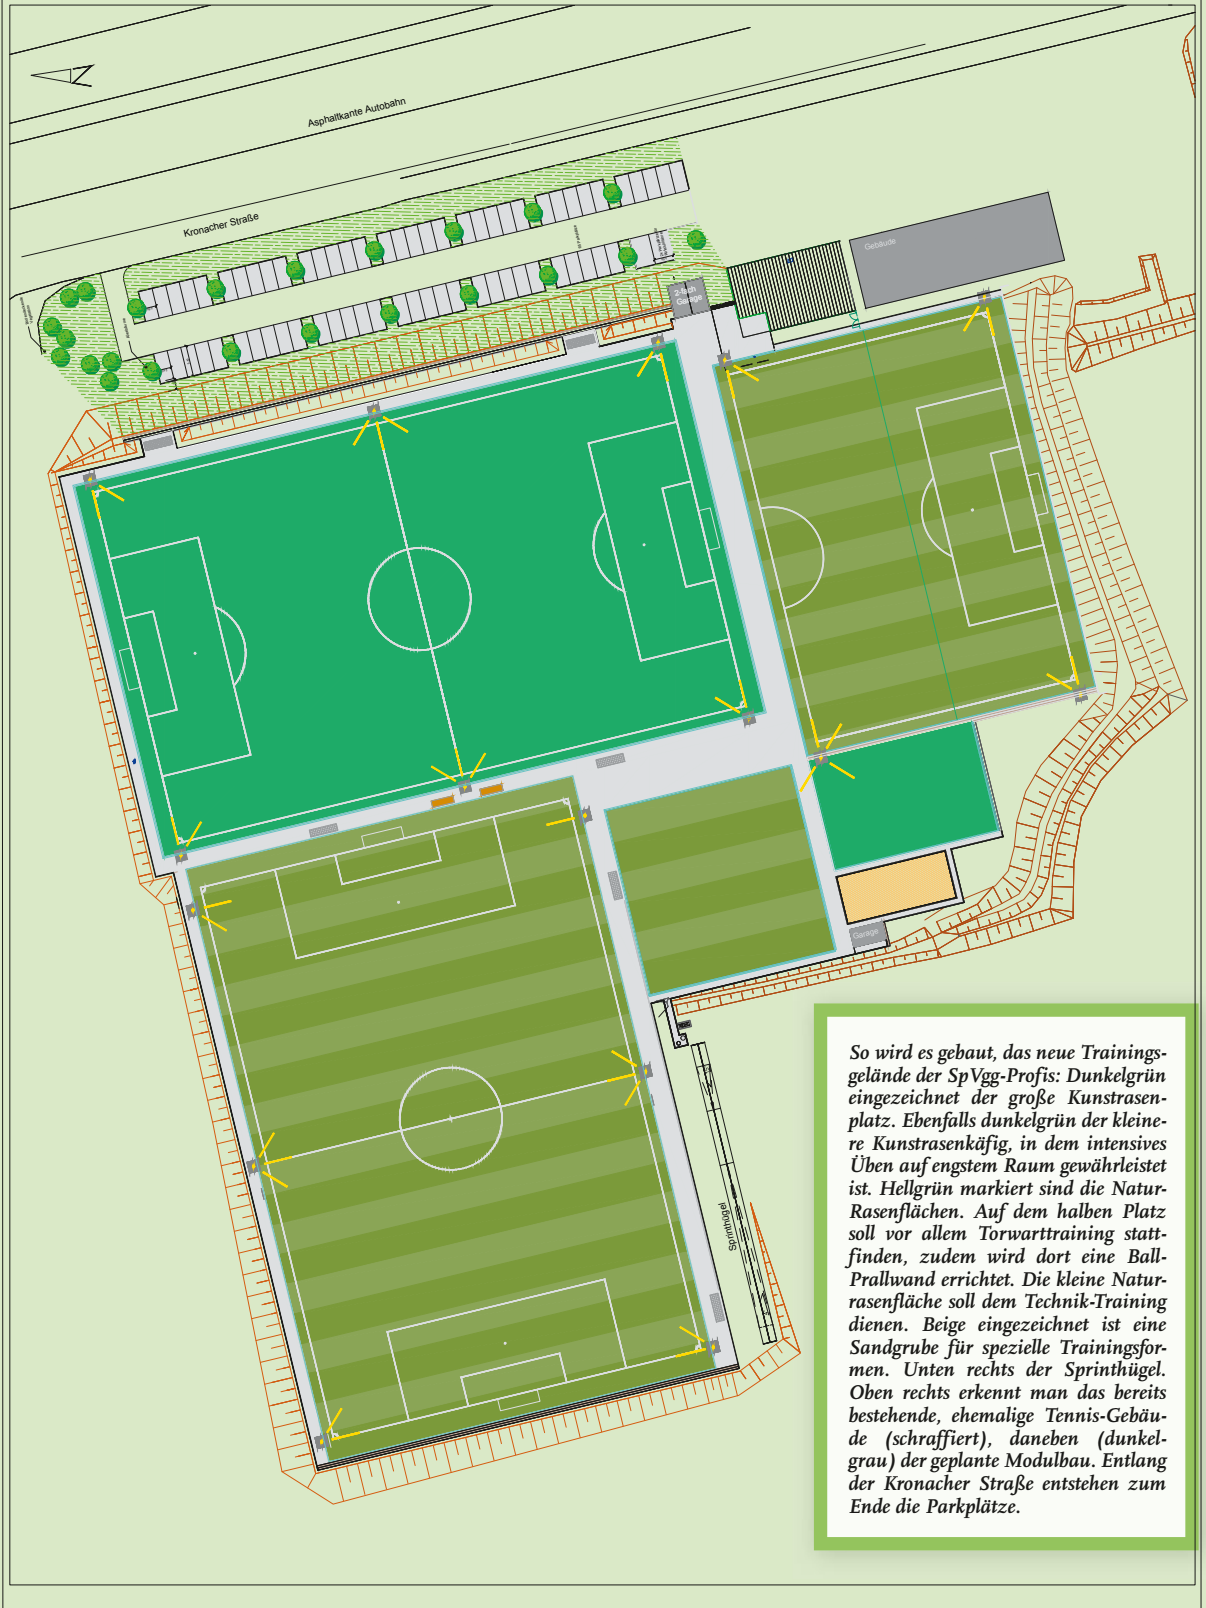 Asphaltkante Autobahn
Kronacher Straße
Gebäude
2-fach
Garage
Garage
Sprinthügel
So wird es gebaut, das neue Trainings-
gelände der SpVgg-Profis: Dunkelgrün
eingezeichnet der große Kunstrasen-
platz. Ebenfalls dunkelgrün der kleine-
re Kunstrasenkäfig, in dem intensives
Üben auf engstem Raum gewährleistet
ist. Hellgrün markiert sind die Natur-
Rasenflächen. Auf dem halben Platz
soll vor allem Torwarttraining statt-
finden, zudem wird dort eine Ball-
Prallwand errichtet. Die kleine Natur-
rasenfläche soll dem Technik-Training
dienen. Beige eingezeichnet ist eine
Sandgrube für spezielle Trainingsfor-
men. Unten rechts der Sprinthügel.
Oben rechts erkennt man das bereits
bestehende, ehemalige Tennis-Gebäu-
de (schraffiert), daneben (dunkel-
grau) der geplante Modulbau. Entlang
der Kronacher Straße entstehen zum
Ende die Parkplätze.